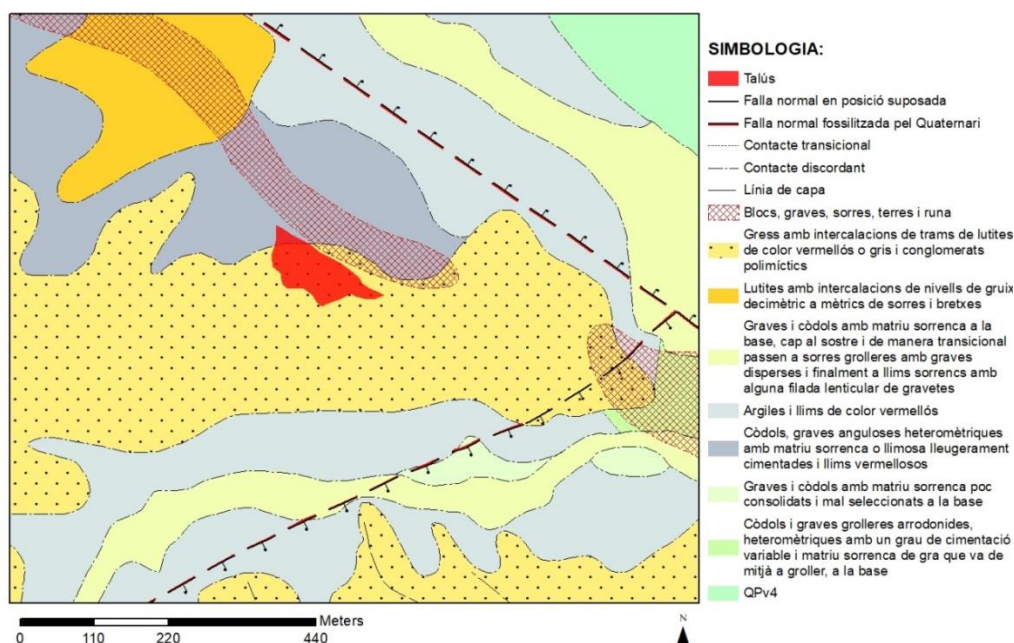 SIMBOLOGIA:
Talús
Falla normal en posició suposada
Falla normal fossilitzada pel Quaternari
Contacte transicional
Contacte discordant
Línia de capa
Blocs, graves, sorres, terres i runa
Gress amb intercalacions de trams de lutites
de color vermellós o gris i conglomerats
polimíctics
Lutites amb intercalacions de nivells de gruix
decimètric a mètrics de sorres i bretxes
Graves i còdols amb matriu sorrenca a la
base, cap al sostre i de manera transicional
passen a sorres grolleres amb graves
disperses i finalment a llims sorrencs amb
alguna filada lenticular de gravetes
Argiles i llims de color vermellós
Còdols, graves anguloses heteromètriques
amb matriu sorrenca o llimosa lleugerament
cimentades i llims vermellosos
Graves i còdols amb matriu sorrenca poc
consolidats i mal seleccionats a la base
Còdols i graves grolleres arrodonides,
heteromètriques amb un grau de cimentació
variable i matriu sorrenca de gra que va de
mitjà a groller, a la base
QPv4
Meters
0 110 220 440
N